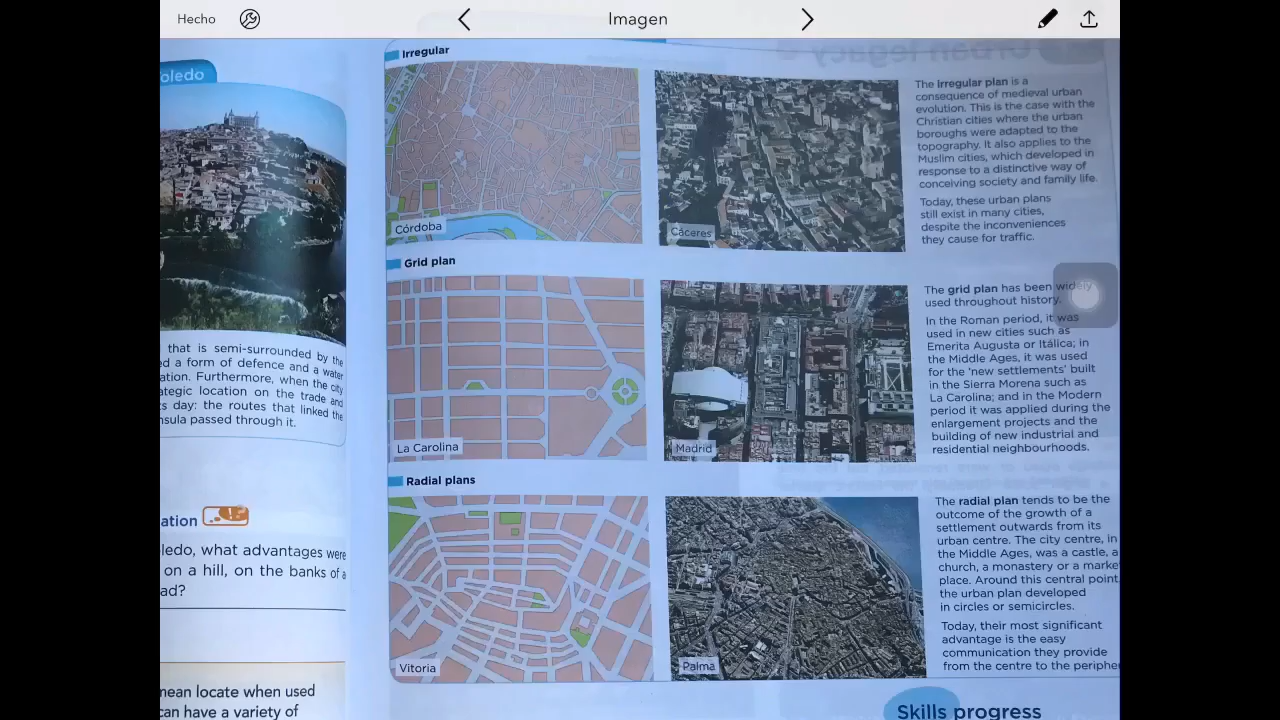 Hecho
Imagen
oledo
that is semi-surrounded by the
ed a form of defence and a water
ation. Furthermore, when the city
ategic location on the trade and
s day: the routes that linked the
nsula passed through it.
ation
ledo, what advantages were
on a hill, on the banks of a
ad?
mean locate when used
can have a variety of
urban legacy
Irregular
Córdoba
Cáceres
The irregular plan is a
consequence of medieval urban
evolution. This is the case with the
Christian cities where the urban
boroughs were adapted to the
topography. It also applies to the
Muslim cities, which developed in
response to a distinctive way of
conceiving society and family life.
Today, these urban plans
still exist in many cities,
despite the inconveniences
they cause for traffic.
Grid plan
La Carolina
Madrid
The grid plan has been widely
used throughout history.
In the Roman period, it was
used in new cities such as
Emerita Augusta or Itálica; in
the Middle Ages, it was used
for the 'new settlements' built
in the Sierra Morena such as
La Carolina; and in the Modern
period it was applied during the
enlargement projects and the
building of new industrial and
residential neighbourhoods.
Radial plans
Vitoria
Palma
The radial plan tends to be the
outcome of the growth of a
settlement outwards from its
urban centre. The city centre, in
the Middle Ages, was a castle, a
church, a monastery or a marke
place. Around this central point,
the urban plan developed
in circles or semicircles.
Today, their most significant
advantage is the easy
communication they provide
from the centre to the periphe
Skills progress